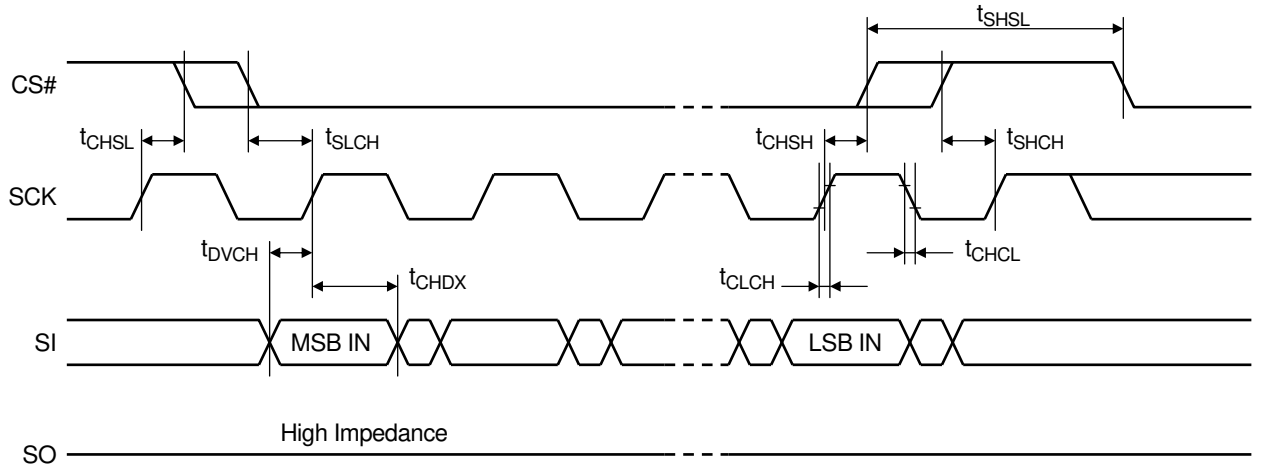 tSHSL
CS#
tCHSL
tSLCH
tCHSH
tSHCH
SCK
tDVCH
tCHDX
tCLCH
tCHCL
SI
MSB IN
LSB IN
High Impedance
SO